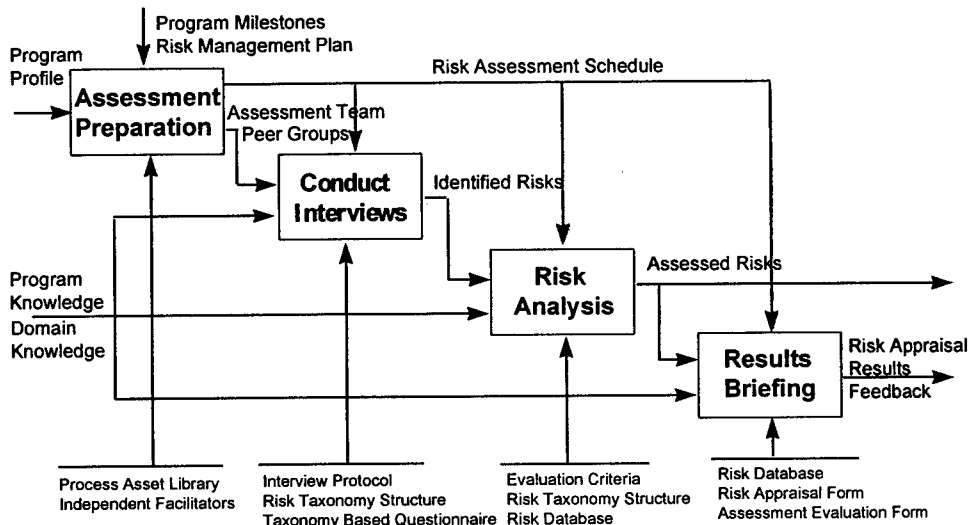 Program Milestones
Risk Management Plan
Program
Profile
Risk Assessment Schedule
Assessment
Preparation
Assessment Team
Peer Groups
Conduct
Interviews
Identified Risks
Risk
Analysis
Assessed Risks
Program
Knowledge
Domain
Knowledge
Results
Briefing
Risk Appraisal
Results
Feedback
Process Asset Library
Independent Facilitators
Interview Protocol
Risk Taxonomy Structure
Taxonomy Based Questionnaire
Evaluation Criteria
Risk Taxonomy Structure
Risk Database
Risk Database
Risk Appraisal Form
Assessment Evaluation Form